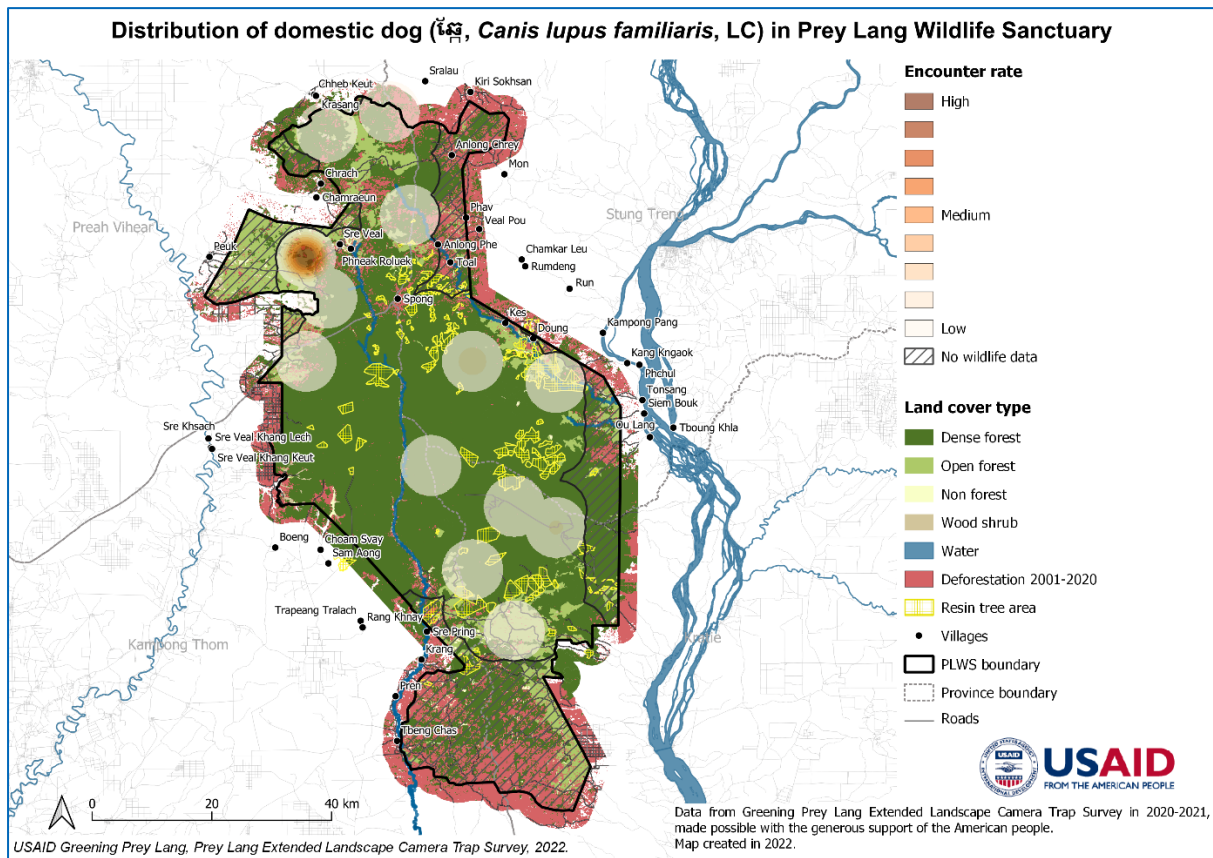 Distribution of domestic dog (ឆ្កែ, Canis lupus familiaris, LC) in Prey Lang Wildlife Sanctuary
Sralau
Chheb Keut
Kiri Sokhsan
Krasang
Anlong Chrey
Mon
Chrach
Chamraeun
Phav
Stung Treng
Preah Vihear
Veal Pou
Peuk
Sre Veal
Anlong Phe
Phneak Roluek
Toal
Chamkar Leu
Rumdeng
Run
Spong
Kes
Doung
Kampong Pang
Kang Kngaok
Phchul
Tonsang
Siem Bouk
Ou Lang
Tboung Khla
Sre Khsach
Sre Veal Khang Lech
Sre Veal Khang Keut
Boeng
Choam Svay
Sam Aong
Trapeang Tralach
Rang Khnay
Sre Pring
Kampong Thom
Kratie
Krang
Pren
Tbeng Chas
Encounter rate
High
Medium
Low
No wildlife data
Land cover type
Dense forest
Open forest
Non forest
Wood shrub
Water
Deforestation 2001-2020
Resin tree area
Villages
PLWS boundary
Province boundary
Roads
USAID
FROM THE AMERICAN PEOPLE
0 20 40 km
Data from Greening Prey Lang Extended Landscape Camera Trap Survey in 2020-2021,
made possible with the generous support of the American people.
Map created in 2022.
USAID Greening Prey Lang, Prey Lang Extended Landscape Camera Trap Survey, 2022.